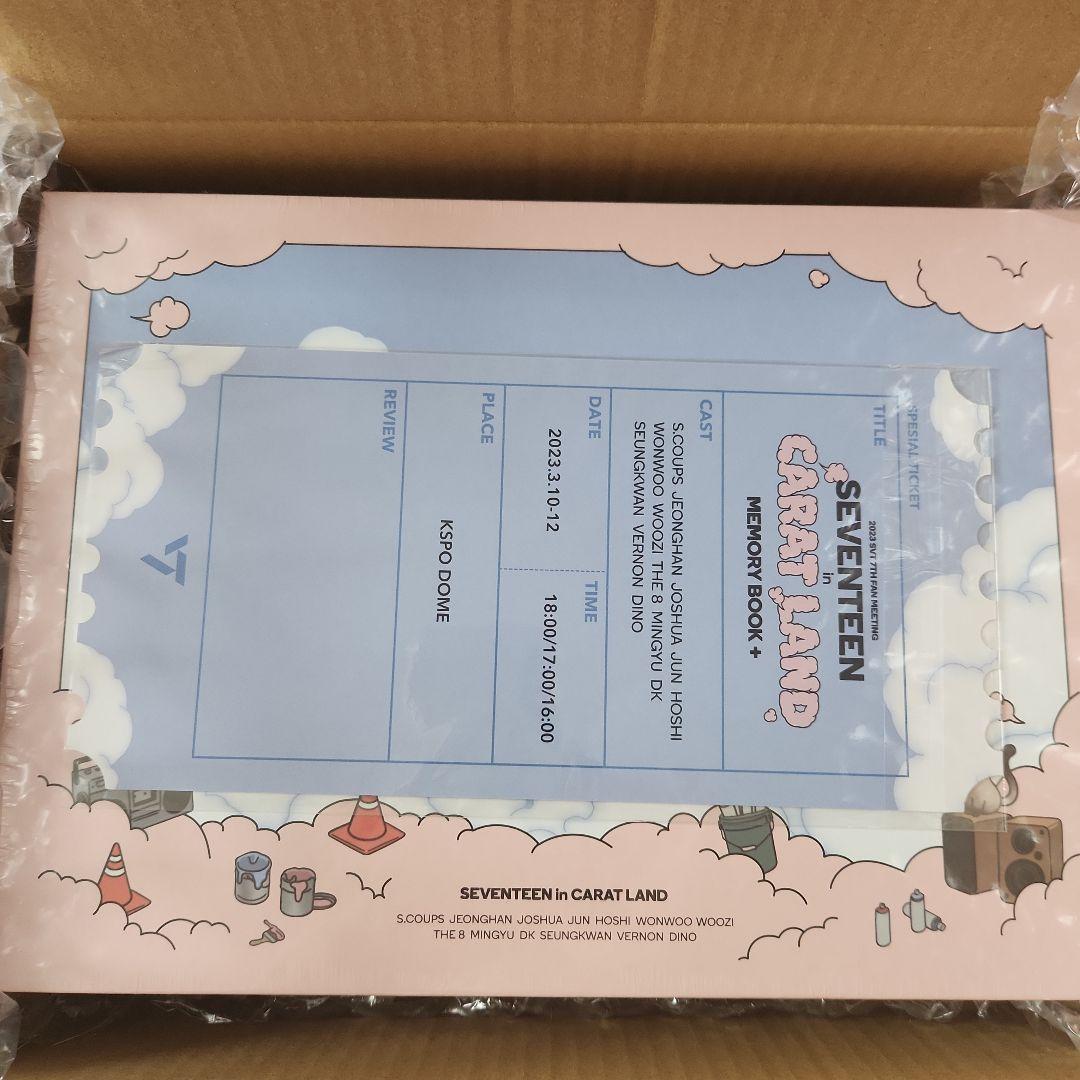 SPESIAL TICKET
TITLE
2023 SVT 7TH FAN MEETING
SEVENTEEN
in
CARAT LAND
MEMORY BOOK +
CAST
S.COUPS JEONGHAN JOSHUA JUN HOSHI
WONWOO WOOZI THE 8 MINGYU DK
SEUNGKWAN VERNON DINO
DATE
2023.3.10-12
TIME
18:00/17:00/16:00
PLACE
KSPO DOME
REVIEW
SEVENTEEN in CARAT LAND
S.COUPS JEONGHAN JOSHUA JUN HOSHI WONWOO WOOZI
THE 8 MINGYU DK SEUNGKWAN VERNON DINO